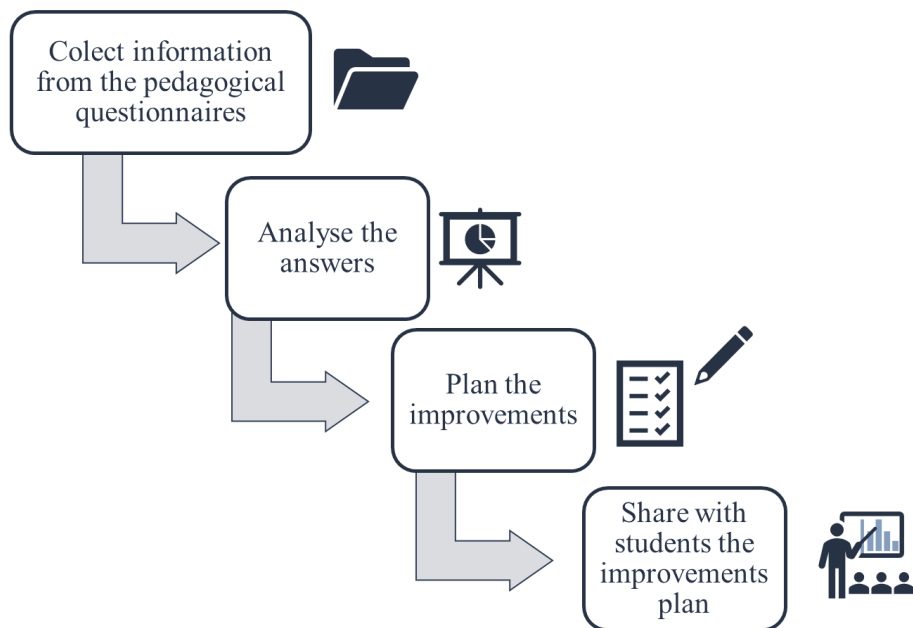 Colect information
from the pedagogical
questionnaires
Analyse the
answers
Plan the
improvements
Share with
students the
improvements
plan